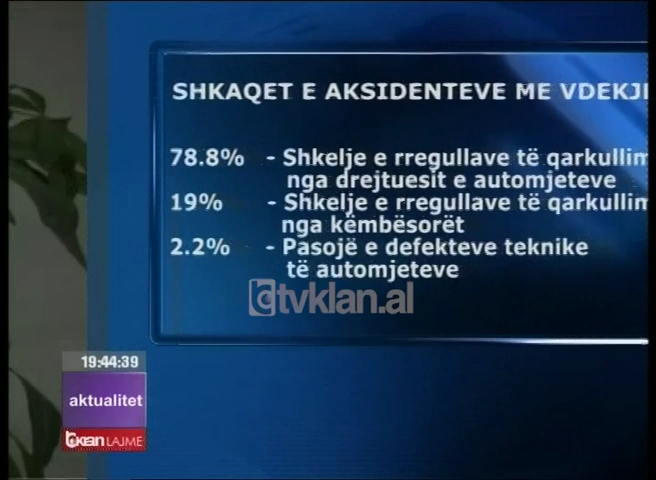 SHKAQET E AKSIDENTEVE ME VDEKJE
78.8% - Shkelje e rregullave të qarkullim
nga drejtuesit e automjeteve
19% - Shkelje e rregullave të qarkullim
nga këmbësorët
2.2% - Pasojë e defekteve teknike
të automjeteve
tvklan.al
19:44:39
aktualitet
KLAN LAJME